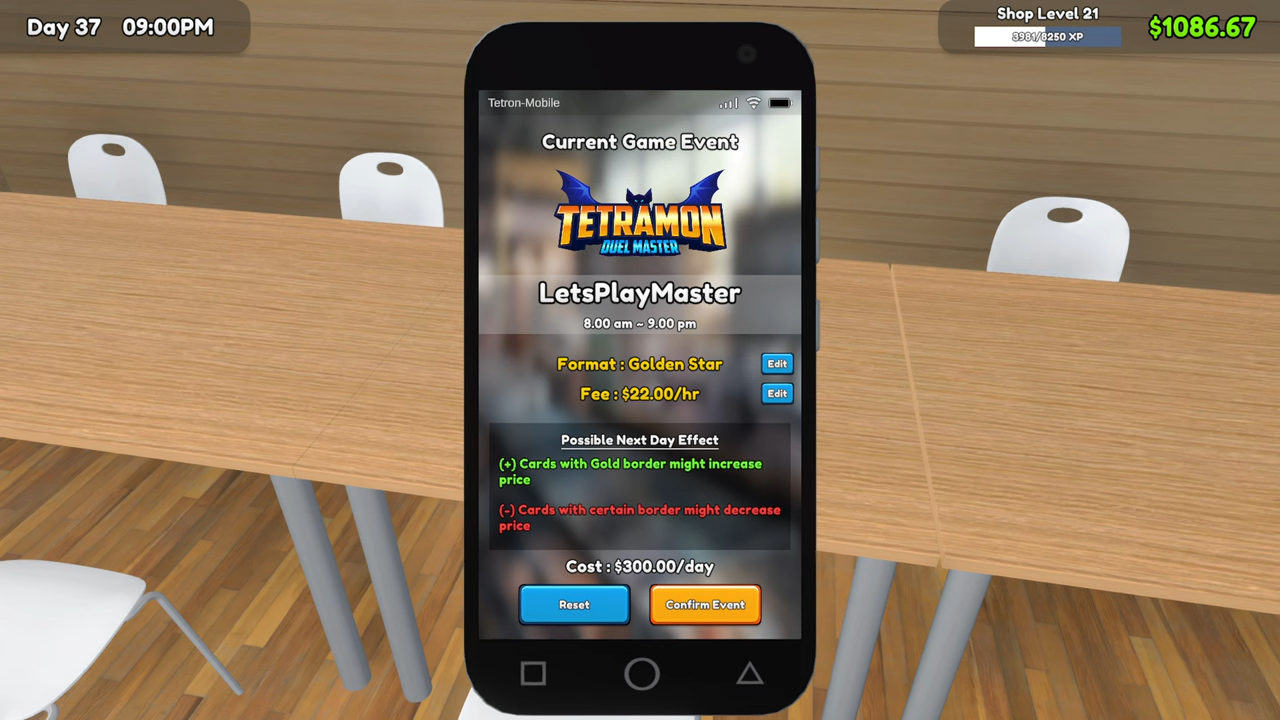 Day 37 09:00PM
Shop Level 21
3981/8250 XP
$1086.67
Tetron-Mobile
Current Game Event
TETRAMON
DUEL MASTER
LetsPlayMaster
8.00 am ~ 9.00 pm
Format : Golden Star
Edit
Fee : $22.00/hr
Edit
Possible Next Day Effect
(+) Cards with Gold border might increase
price
(-) Cards with certain border might decrease
price
Cost : $300.00/day
Reset
Confirm Event